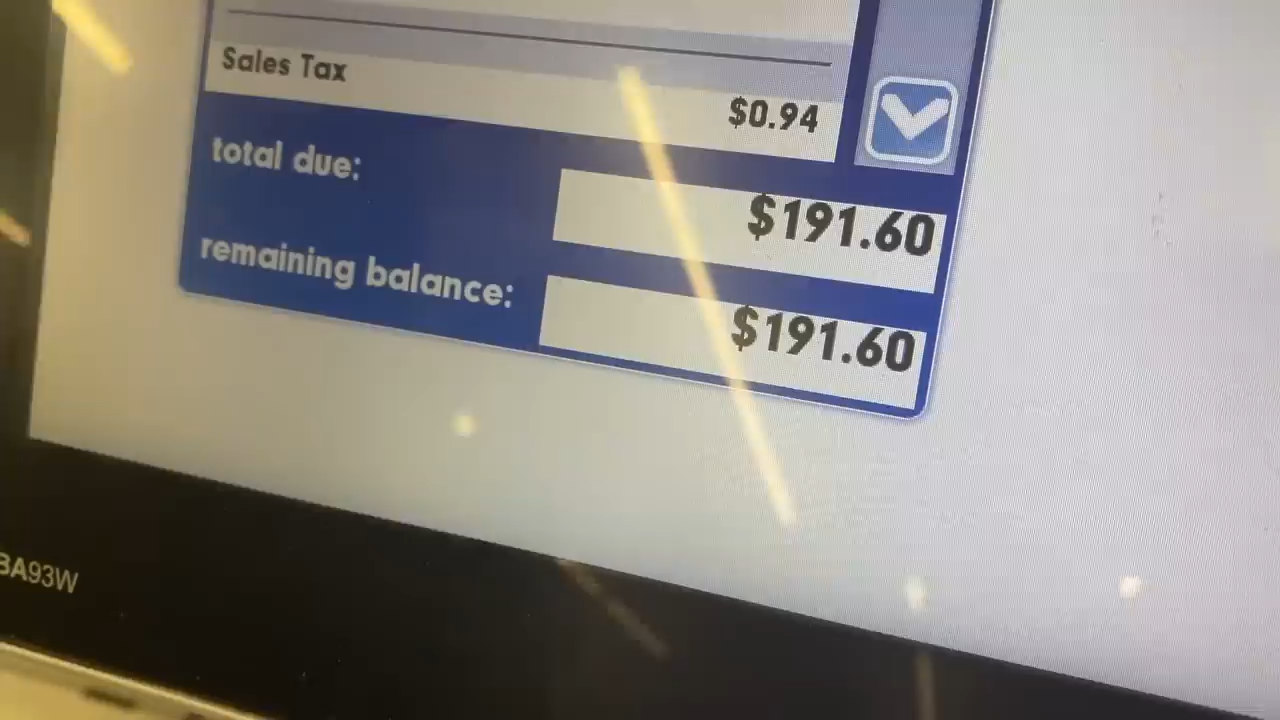 Sales Tax
$0.94
total due:
$191.60
remaining balance:
$191.60
BA93W